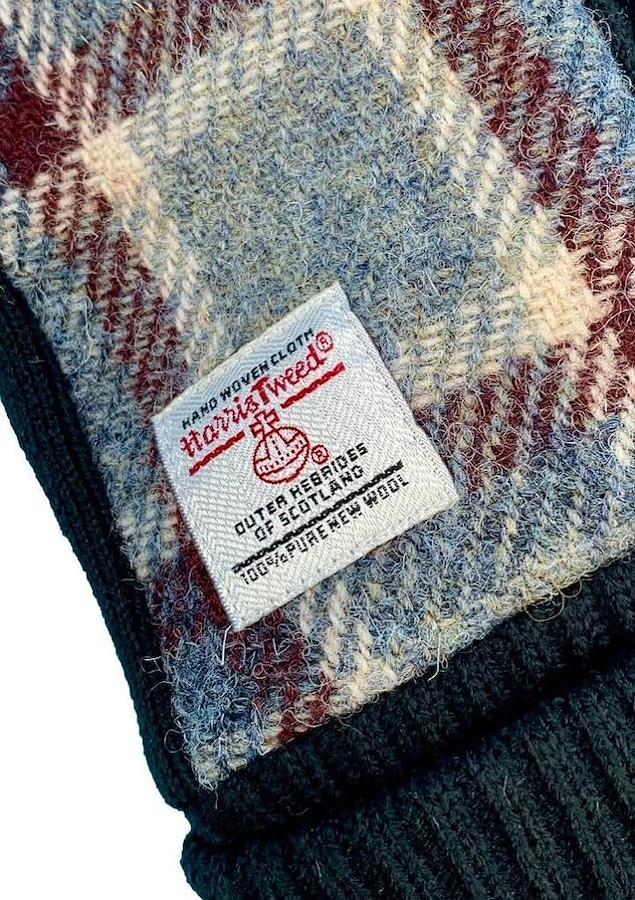 HAND WOVEN CLOTH
Harris Tweed®
®
OUTER HEBRIDES
OF SCOTLAND
100% PURE NEW WOOL